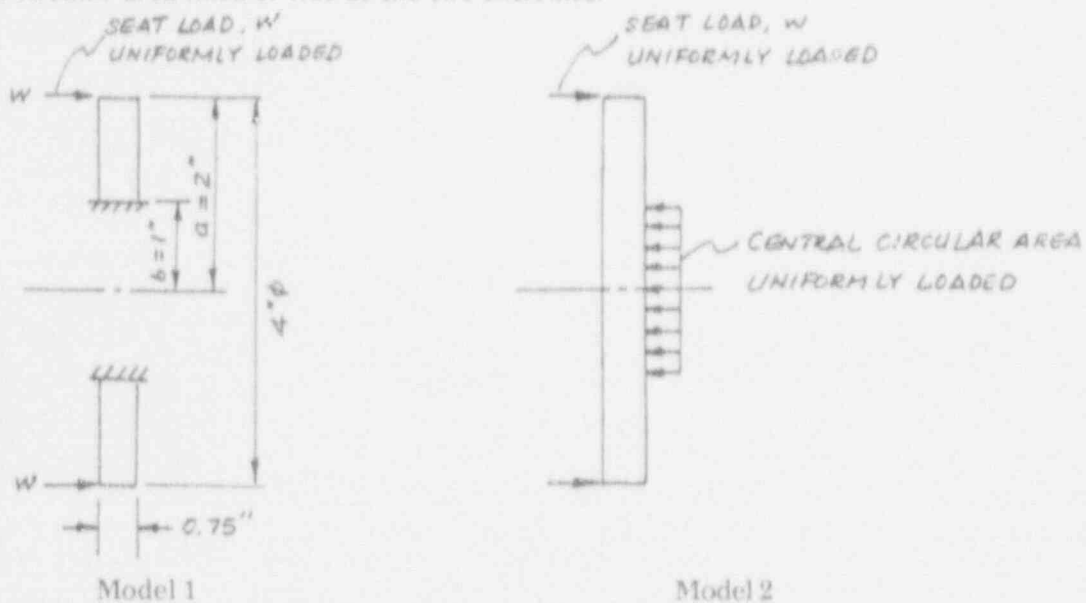 SEAT LOAD, W
UNIFORMLY LOADED
W
a = 2"
b = 1"
4"φ
W
0.75"
Model 1
SEAT LOAD, W
UNIFORMLY LOADED
CENTRAL CIRCULAR AREA
UNIFORMLY LOADED
Model 2